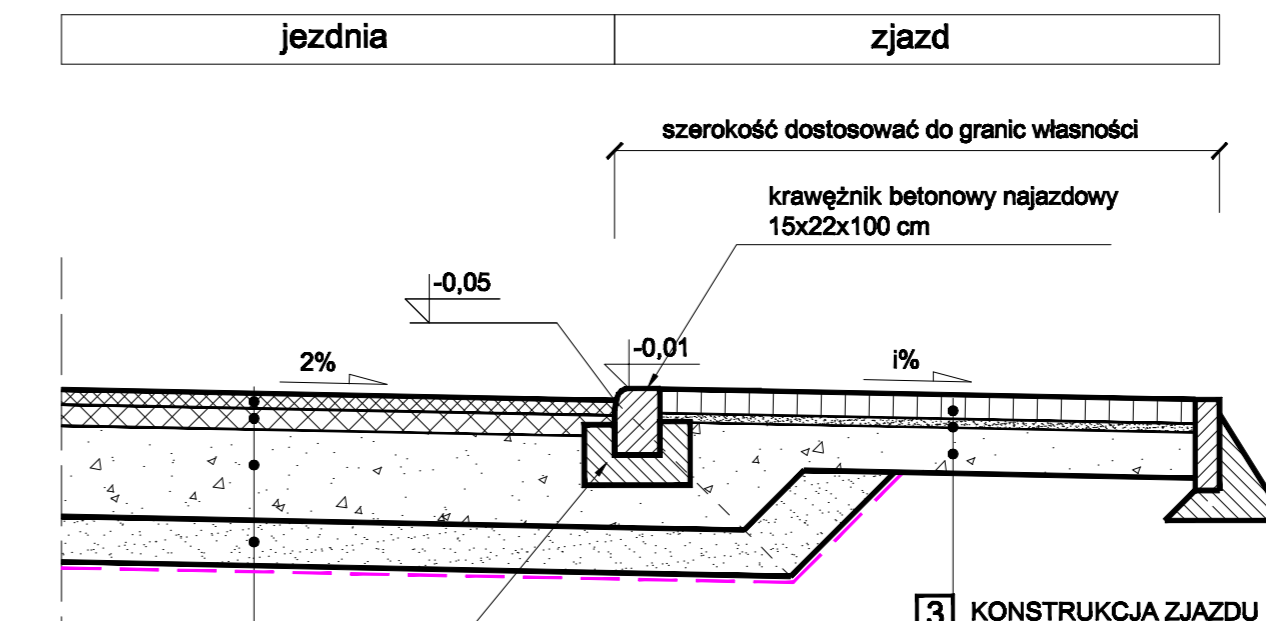 jezdnia
zjazd
szerokość dostosować do granic własności
krawężnik betonowy najazdowy
15x22x100 cm
-0,05
-0,01
2%
i%
3 KONSTRUKCJA ZJAZDU